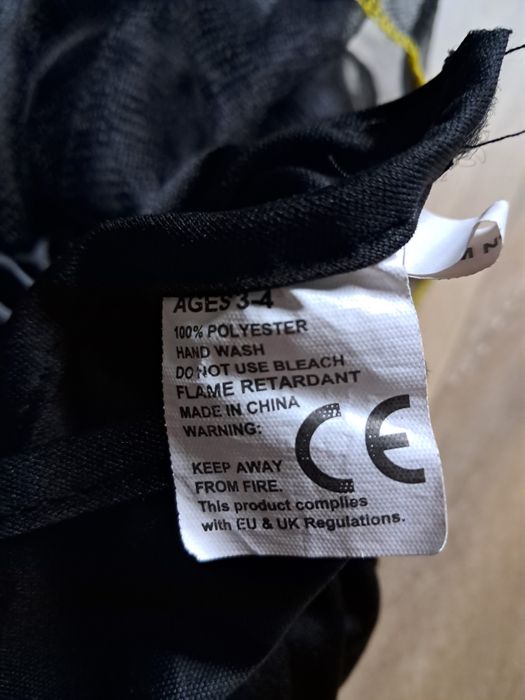 AGES 3-4
100% POLYESTER
HAND WASH
DO NOT USE BLEACH
FLAME RETARDANT
MADE IN CHINA
WARNING:
CE
KEEP AWAY
FROM FIRE.
This product complies
with EU & UK Regulations.